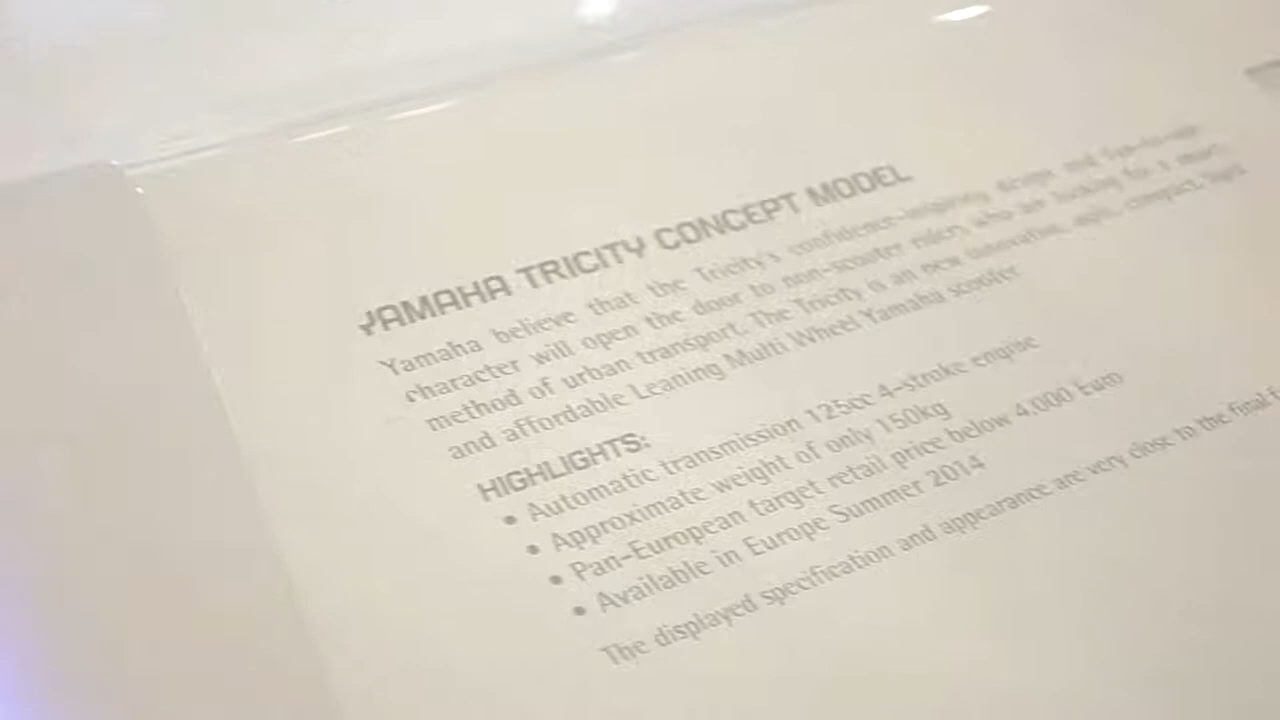 YAMAHA TRICITY CONCEPT MODEL
Yamaha believe that the Tricity's confidence-inspiring design and
character will open the door to non-scooter riders, who are looking for a smart
method of urban transport. The Tricity is an new innovative, agile, compact, light
and affordable Leaning Multi Wheel Yamaha scooter
HIGHLIGHTS:
• Automatic transmission 125cc 4-stroke engine
• Approximate weight of only 150kg
• Pan-European target retail price below 4,000 Euro
• Available in Europe Summer 2014
The displayed specification and appearance are very close to the final